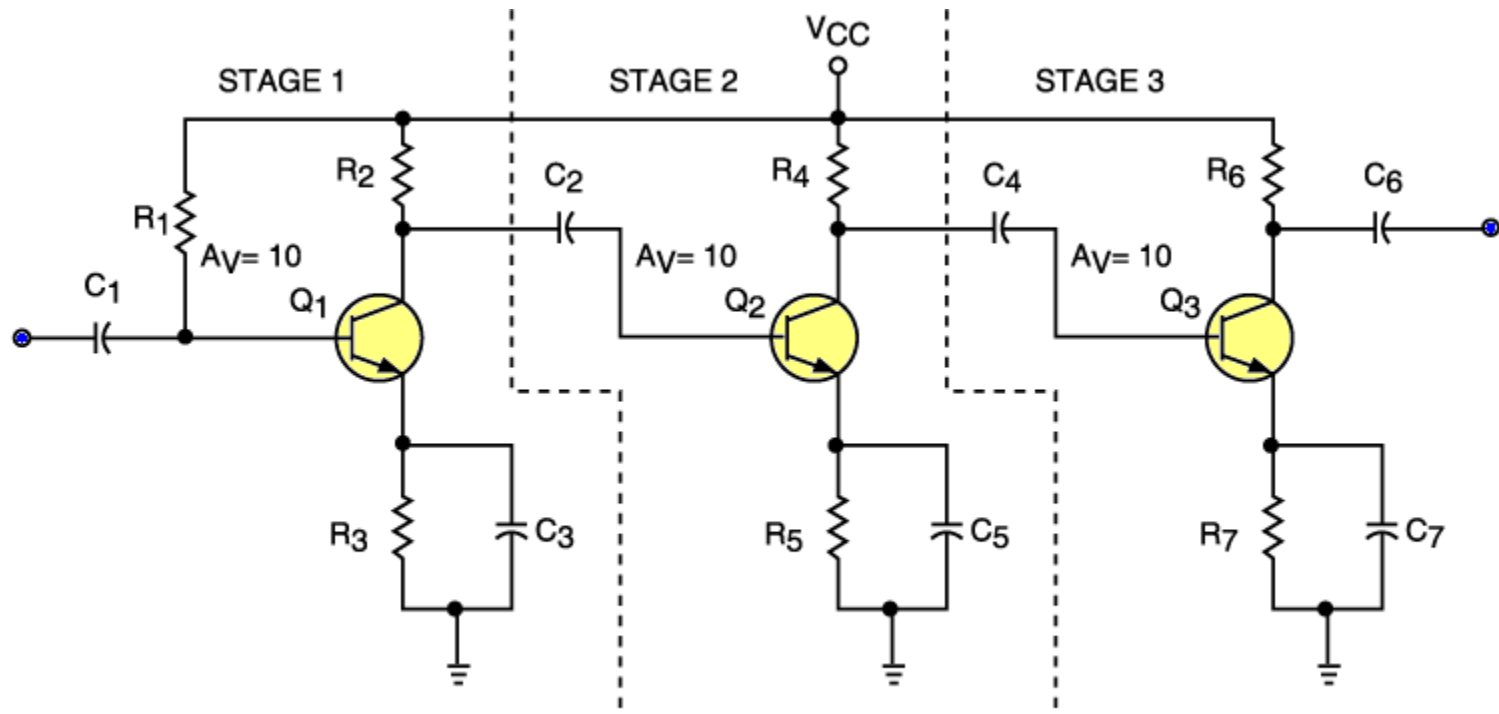 VCC
STAGE 1
STAGE 2
STAGE 3
R2
C2
R4
C4
R6
C6
R1
AV= 10
AV= 10
AV= 10
C1
Q1
Q2
Q3
R3
C3
R5
C5
R7
C7